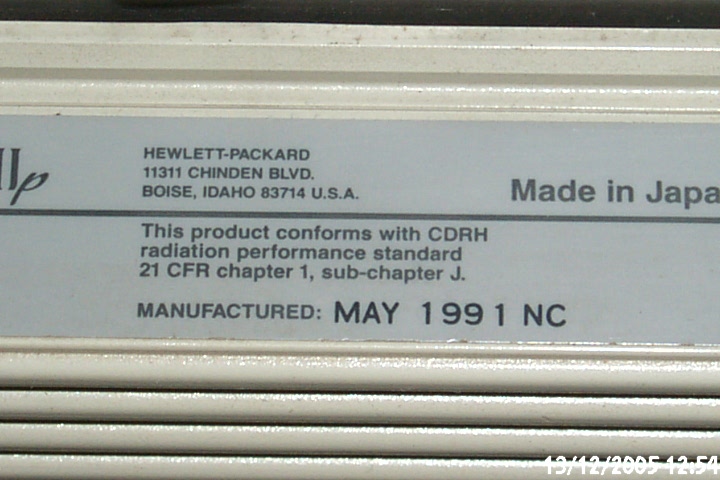 IIp
HEWLETT-PACKARD
11311 CHINDEN BLVD.
BOISE, IDAHO 83714 U.S.A.
Made in Japa
This product conforms with CDRH
radiation performance standard
21 CFR chapter 1, sub-chapter J.
MANUFACTURED: MAY 1991 NC
13/12/2005 12:54